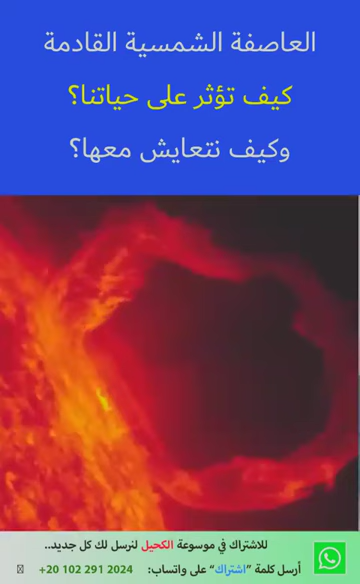 العاصفة الشمسية القادمة
كيف تؤثر على حياتنا؟
وكيف نتعايش معها؟
للاشتراك في موسوعة الكحيل لنرسل لك كل جديد..
أرسل كلمة "اشتراك" على واتساب: +20 102 291 2024